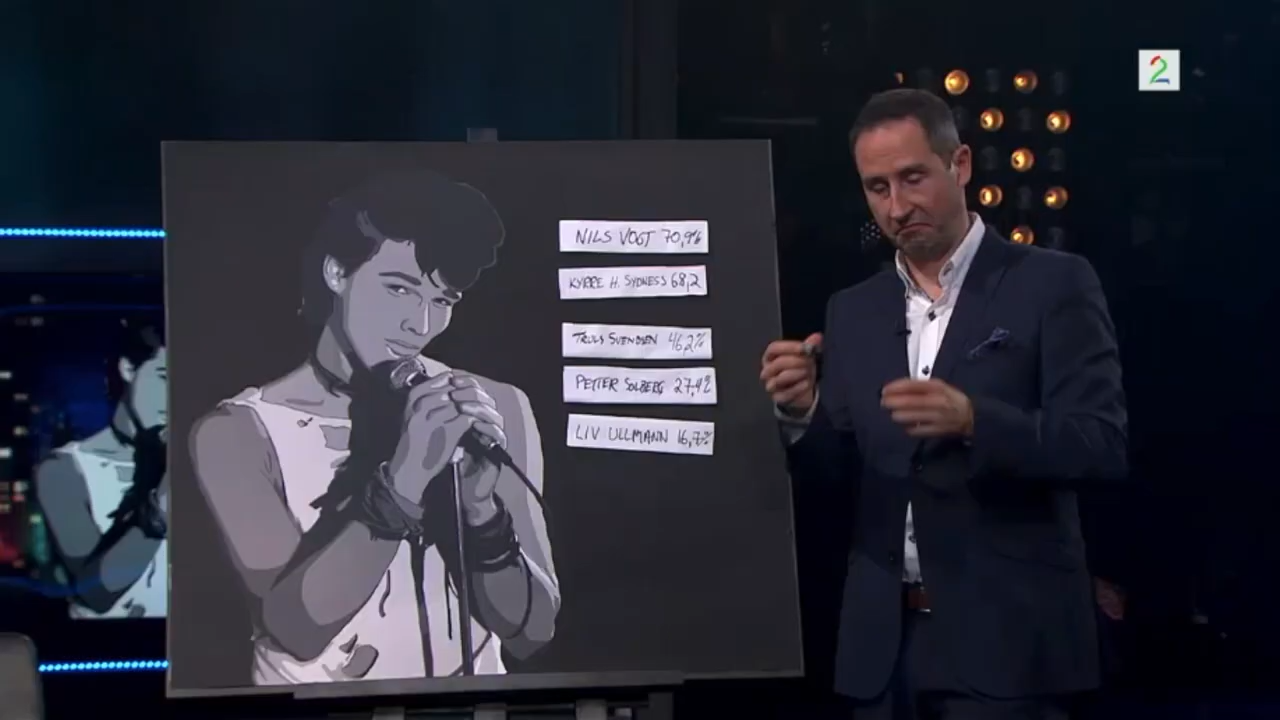 2
NILS VOGT 70,9%
KYRRE H. SYDNESS 68,2
TRULS SVENDSEN 46,2%
PETTER SOLBERG 27,4%
LIV ULLMANN 16,7%